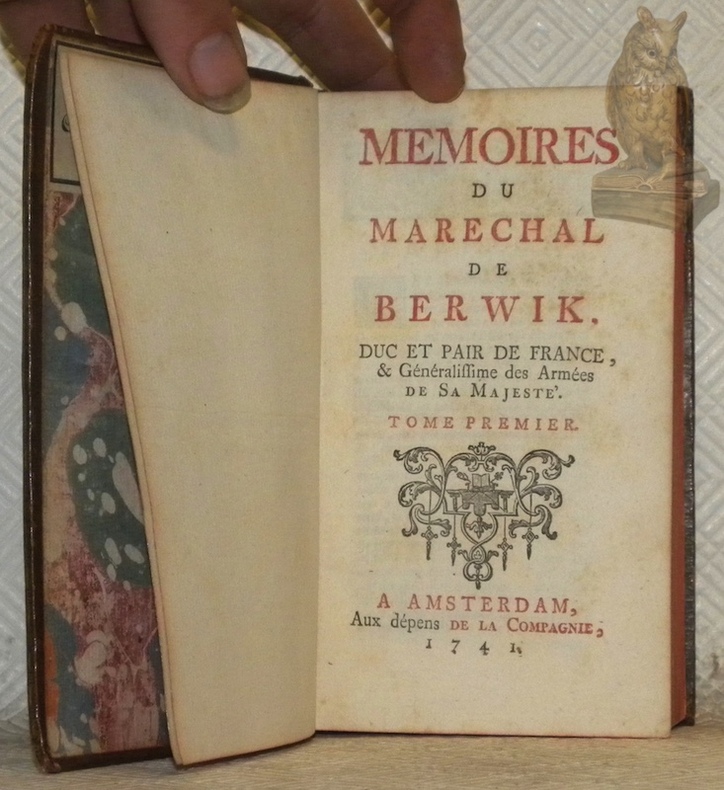 MEMOIRES
DU
MARECHAL
DE
BERWIK.
DUC ET PAIR DE FRANCE,
& Généralissime des Armées
DE SA MAJESTE'.
TOME PREMIER.
A AMSTERDAM,
Aux dépens DE LA COMPAGNIE,
1741.